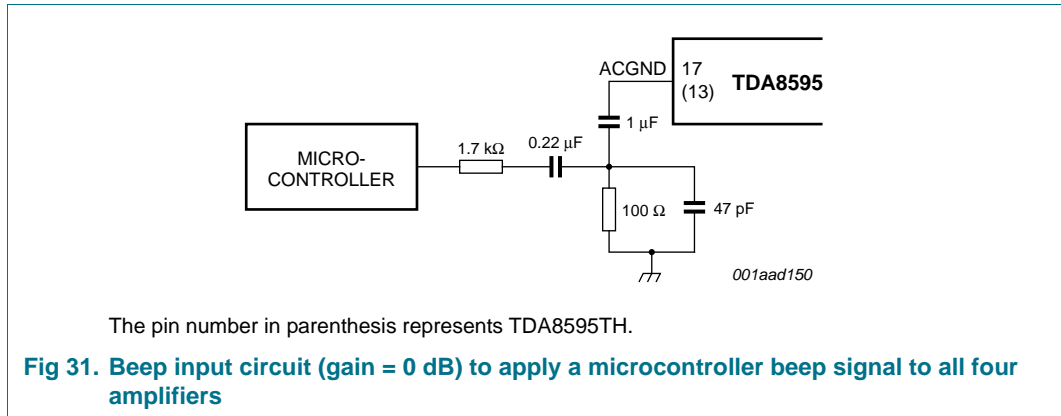 ACGND
17
(13)
TDA8595
1 μF
0.22 μF
1.7 kΩ
MICRO-
CONTROLLER
100 Ω
47 pF
001aad150
The pin number in parenthesis represents TDA8595TH.
Fig 31. Beep input circuit (gain = 0 dB) to apply a microcontroller beep signal to all four
amplifiers